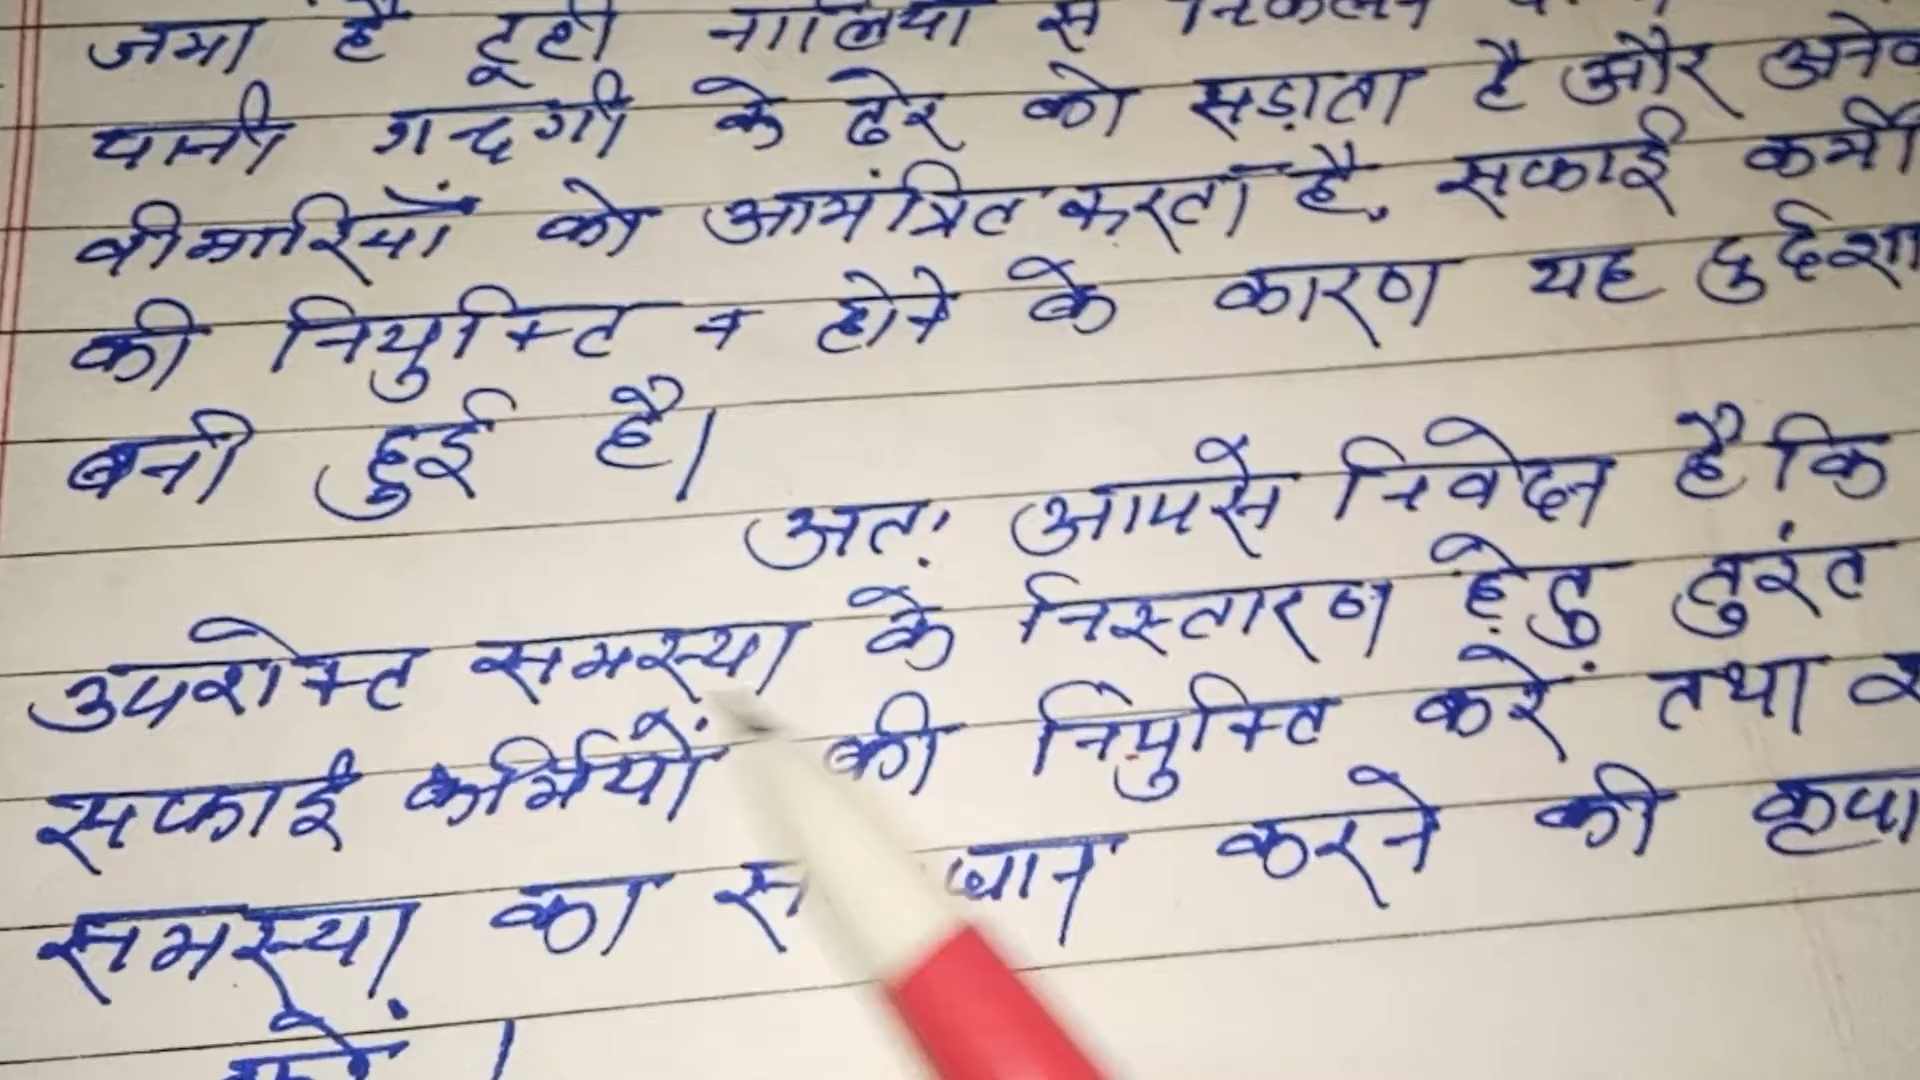 जमा है टूटी नालियों से निकलने
पानी गन्दगी के ढेर को सड़ाता है और अनेक
बीमारियों को आमंत्रित करता है, सफाई कर्मी
की नियुक्ति न होने के कारण यह दुर्दशा
बनी हुई है।
अतः आपसे निवेदन है कि
उपरोक्त समस्या के निस्तारण हेतु तुरंत
सफाई कर्मियों की नियुक्ति करें तथा
समस्या का करने की कृपा
करें।